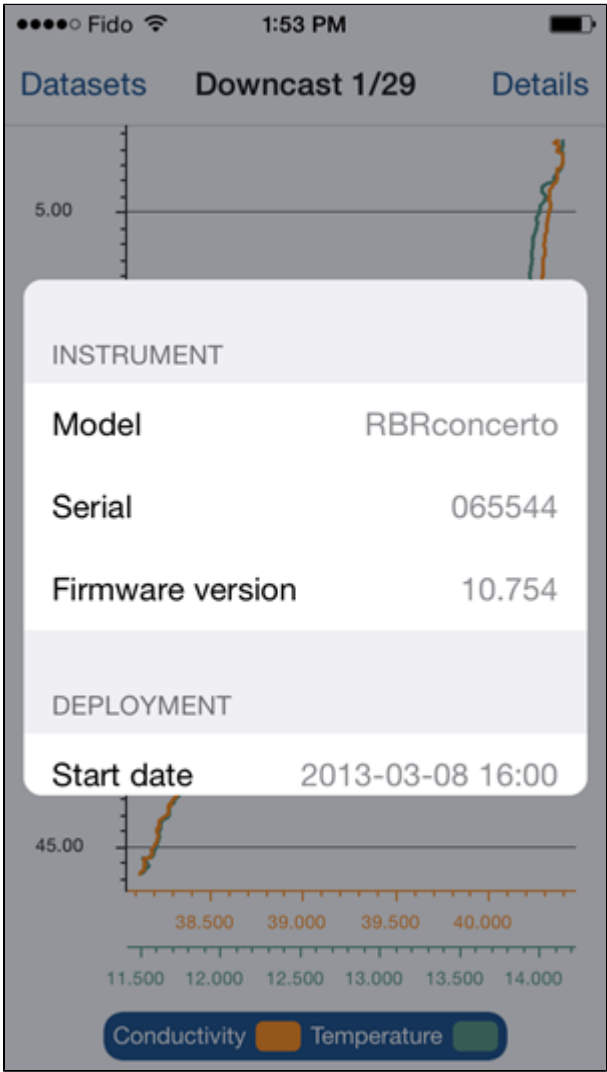 Fido 1:53 PM
Datasets Downcast 1/29 Details
5.00
INSTRUMENT
Model RBRconcerto
Serial 065544
Firmware version 10.754
DEPLOYMENT
Start date 2013-03-08 16:00
45.00
38.500 39.000 39.500 40.000
11.500 12.000 12.500 13.000 13.500 14.000
Conductivity Temperature